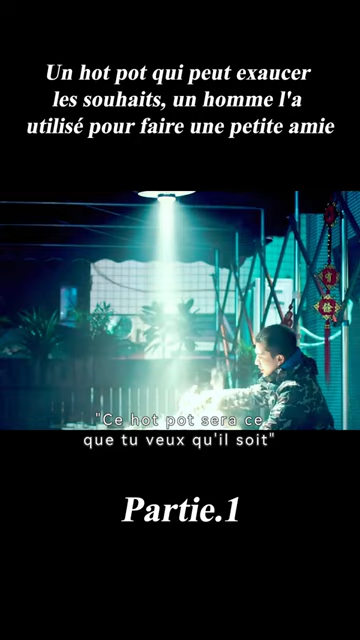 Un hot pot qui peut exaucer
les souhaits, un homme l'a
utilisé pour faire une petite amie
"Ce hot pot sera ce
que tu veux qu'il soit"
Partie.1